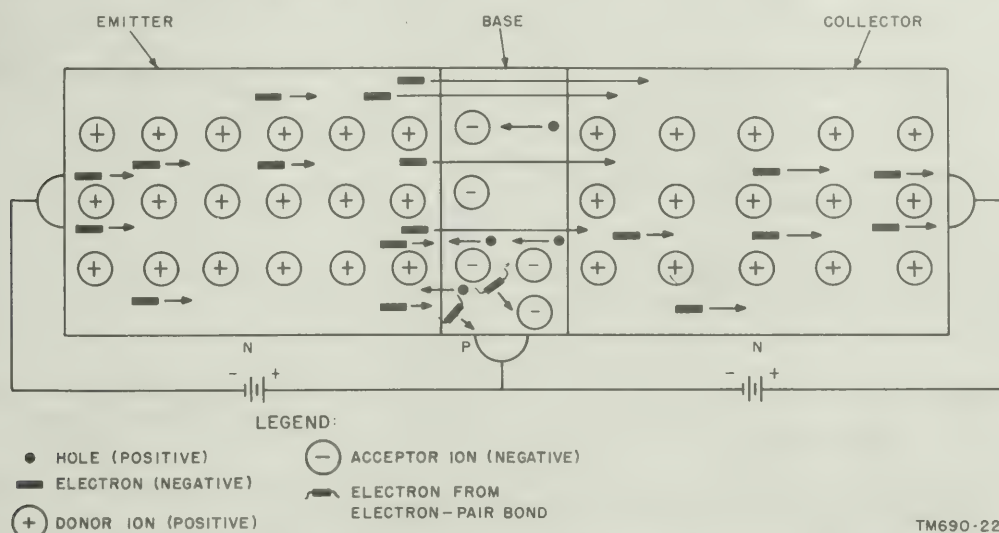 EMITTER BASE COLLECTOR
N P N
- + - +
LEGEND:
HOLE (POSITIVE)
ELECTRON (NEGATIVE)
+ DONOR ION (POSITIVE)
- ACCEPTOR ION (NEGATIVE)
ELECTRON FROM
ELECTRON-PAIR BOND
TM690-22